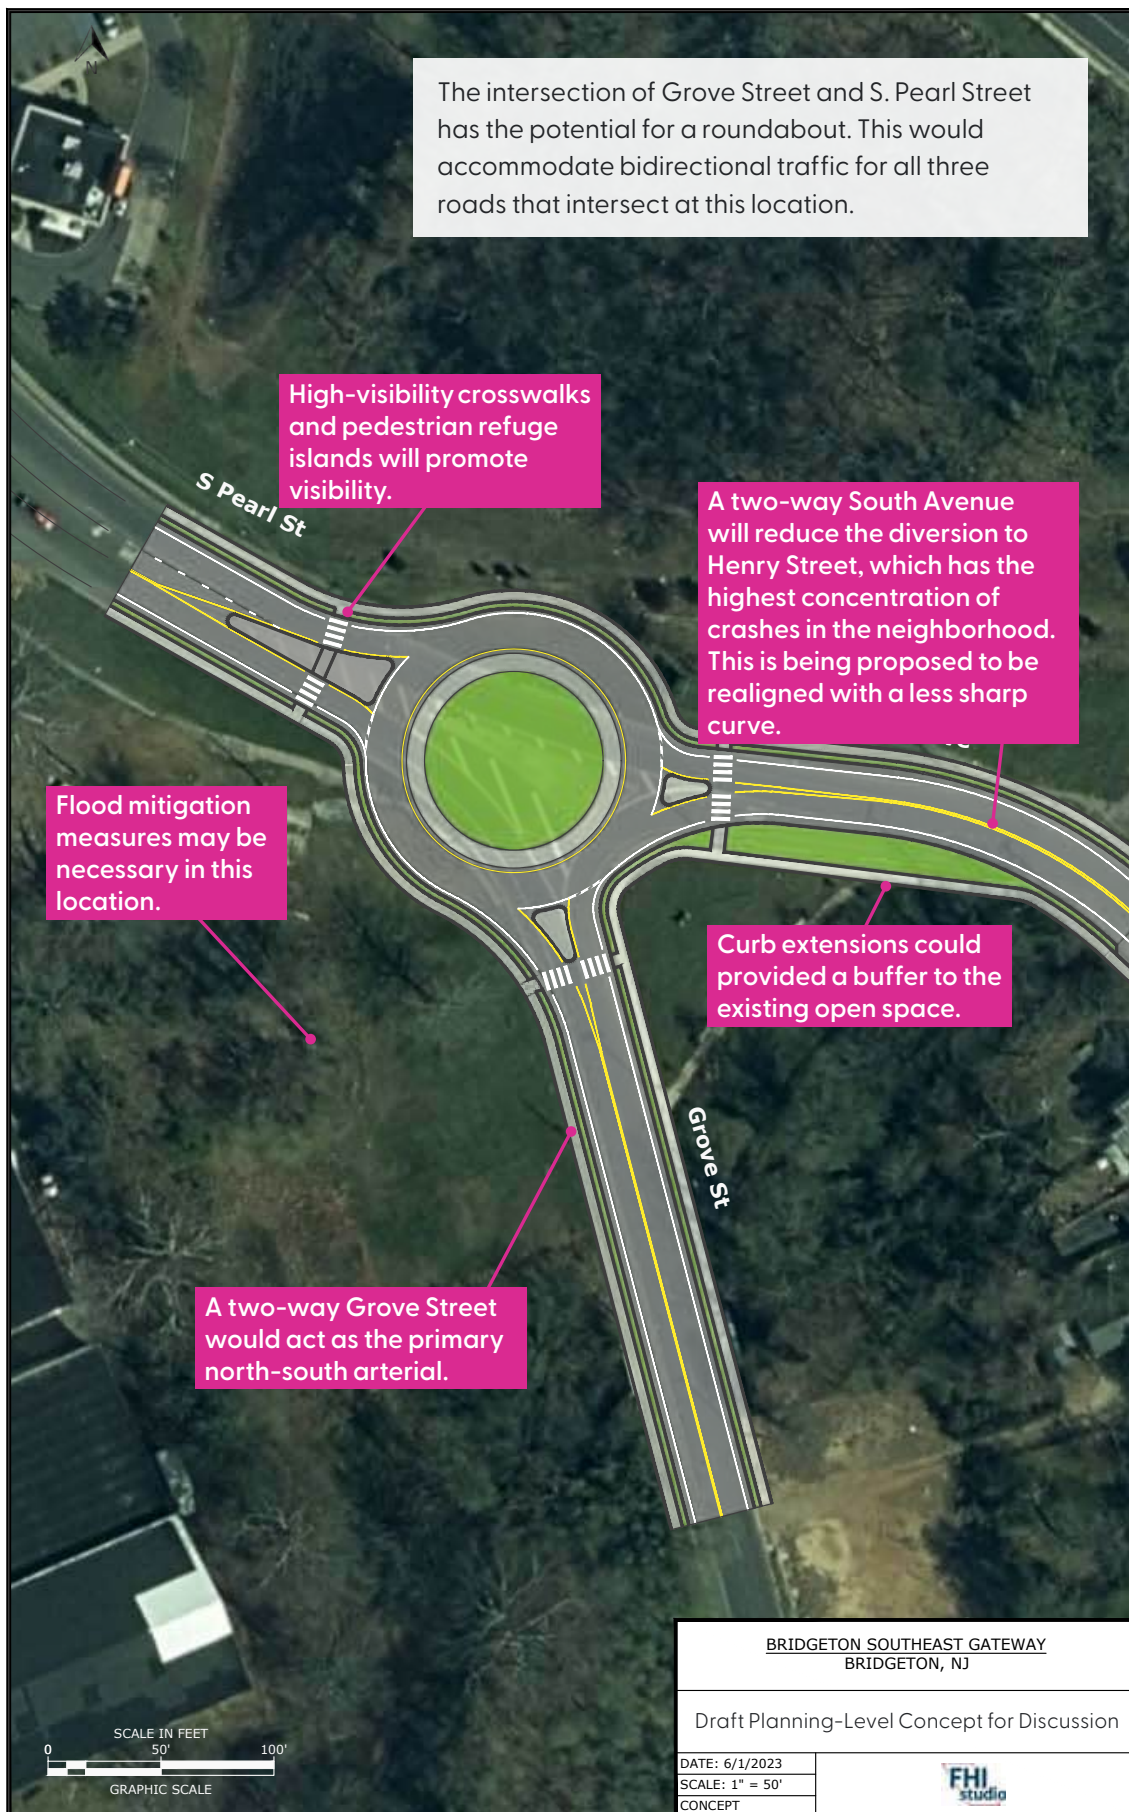 N
The intersection of Grove Street and S. Pearl Street
has the potential for a roundabout. This would
accommodate bidirectional traffic for all three
roads that intersect at this location.
High-visibility crosswalks
and pedestrian refuge
islands will promote
visibility.
S Pearl St
A two-way South Avenue
will reduce the diversion to
Henry Street, which has the
highest concentration of
crashes in the neighborhood.
This is being proposed to be
realigned with a less sharp
curve.
Flood mitigation
measures may be
necessary in this
location.
Curb extensions could
provided a buffer to the
existing open space.
Grove St
A two-way Grove Street
would act as the primary
north-south arterial.
BRIDGETON SOUTHEAST GATEWAY
BRIDGETON, NJ
Draft Planning-Level Concept for Discussion
SCALE IN FEET
0 50' 100'
GRAPHIC SCALE
DATE: 6/1/2023
SCALE: 1" = 50'
CONCEPT
FHI
studio